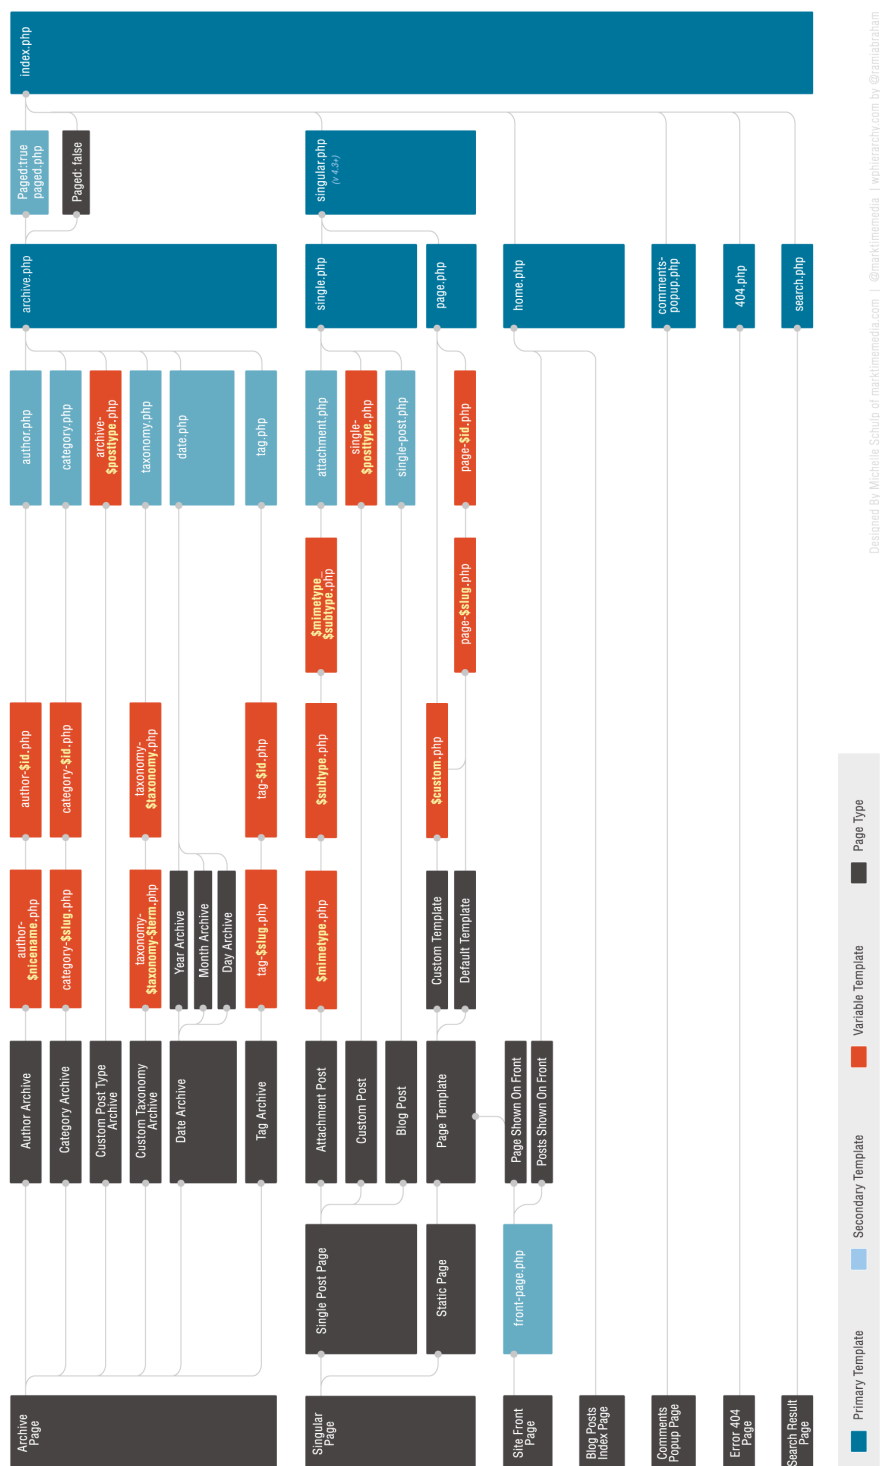 Archive
Page
Singular
Page
Site Front
Page
Blog Posts
Index Page
Comments
Popup Page
Error 404
Page
Search Result
Page
Single Post Page
Static Page
front-page.php
Author Archive
Category Archive
Custom Post Type
Archive
Custom Taxonomy
Archive
Date Archive
Tag Archive
Attachment Post
Custom Post
Blog Post
Page Template
Page Shown On Front
Posts Shown On Front
author-
$nicename.php
category-$slug.php
taxonomy-
$taxonomy-$term.php
Year Archive
Month Archive
Day Archive
tag-$slug.php
$mimetype.php
Custom Template
Default Template
author-$id.php
category-$id.php
taxonomy-
$taxonomy.php
tag-$id.php
$subtype.php
$custom.php
$mimetype_
$subtype.php
page-$slug.php
author.php
category.php
archive-
$posttype.php
taxonomy.php
date.php
tag.php
attachment.php
single-
$posttype.php
single-post.php
page-$id.php
archive.php
single.php
page.php
home.php
comments-
popup.php
404.php
search.php
Paged:true
paged.php
Paged: false
singular.php
(v 4.3+)
index.php
Primary Template
Secondary Template
Variable Template
Page Type
Designed By Michelle Schulp of marktimemedia.com | @marktimemedia | wphierarchy.com by @ramiabraham